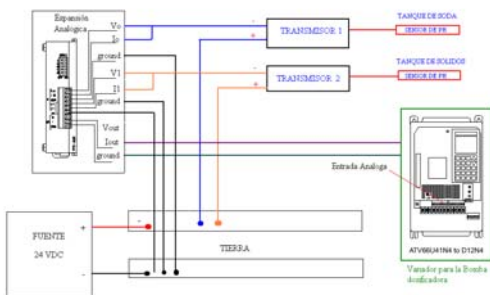 Expansión
Analogica
Vo
Io
ground
V1
I1
ground
Vout
Iout
ground
-
+
TRANSMISOR 1
-
+
TRANSMISOR 2
TANQUE DE SODA
SENSOR DE PH
TANQUE DE SOLIDOS
SENSOR DE PH
Entrada Analoga
ATV66U41N4 to D12N4
Variador para la Bomba
dosificadora
FUENTE
24 VDC
+
-
-
TIERRA